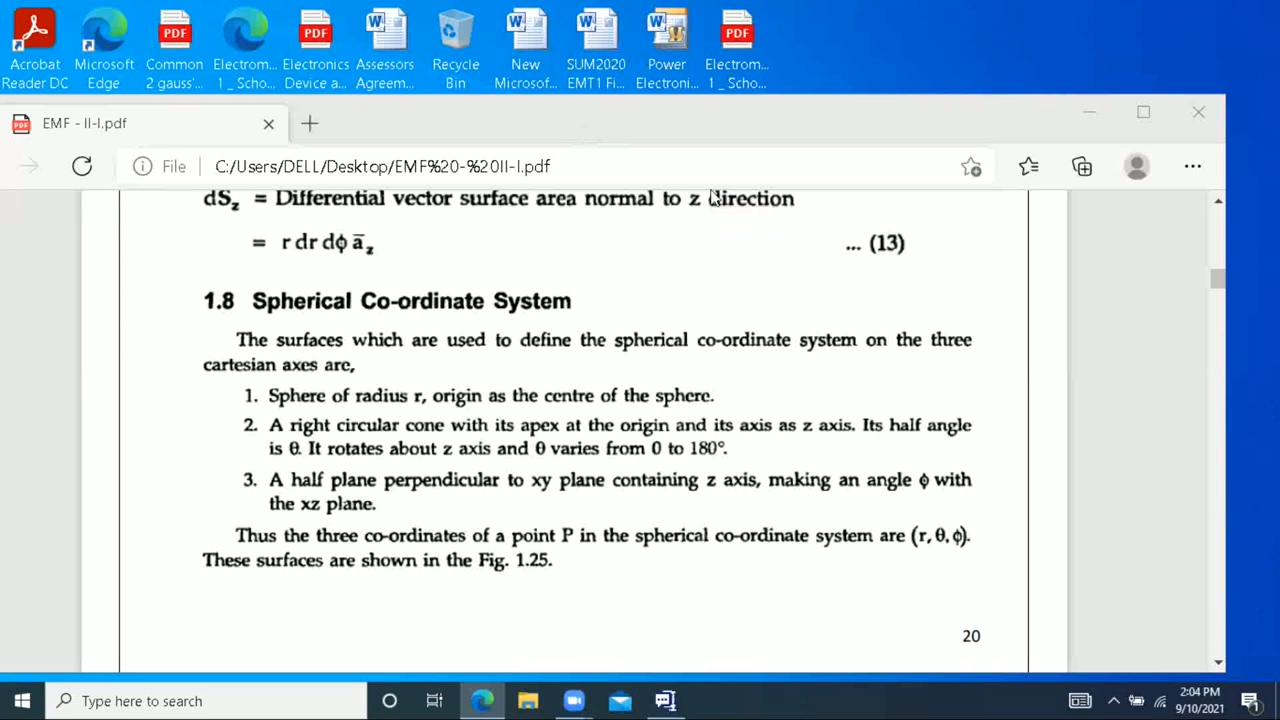 Acrobat Reader DC
Microsoft Edge
Common 2 gauss'...
Electrom... 1 _ Scho...
Electronics Device a...
Assessors Agreem...
Recycle Bin
New Microsof...
SUM2020 EMT1 Fi...
Power Electroni...
Electrom... 1 _ Scho...
EMF - II-I.pdf
File C:/Users/DELL/Desktop/EMF%20-%20II-I.pdf
dS_z = Differential vector surface area normal to z direction
= r dr dϕ ā_z ... (13)
1.8 Spherical Co-ordinate System
The surfaces which are used to define the spherical co-ordinate system on the three
cartesian axes are,
1. Sphere of radius r, origin as the centre of the sphere.
2. A right circular cone with its apex at the origin and its axis as z axis. Its half angle
is θ. It rotates about z axis and θ varies from 0 to 180°.
3. A half plane perpendicular to xy plane containing z axis, making an angle ϕ with
the xz plane.
Thus the three co-ordinates of a point P in the spherical co-ordinate system are (r, θ, ϕ).
These surfaces are shown in the Fig. 1.25.
20
Type here to search
2:04 PM
9/10/2021